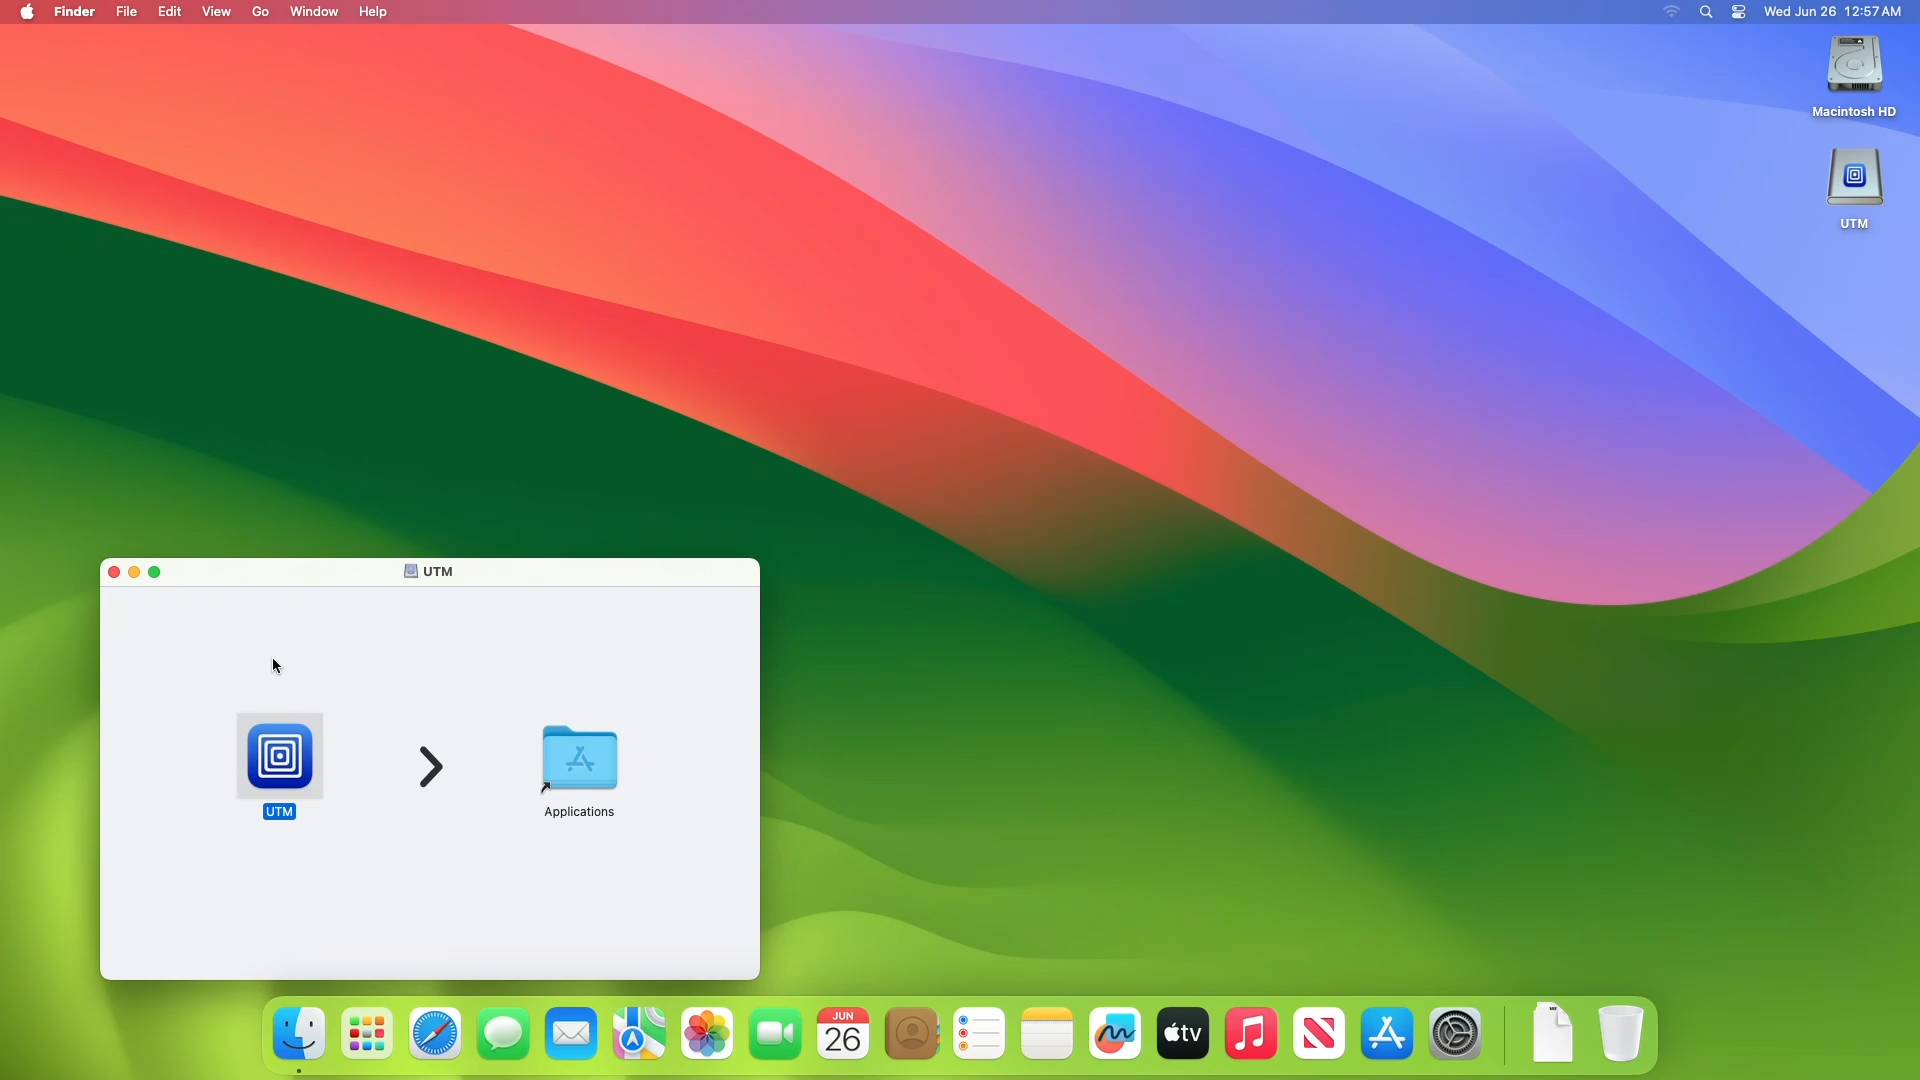 Finder File Edit View Go Window Help
Wed Jun 26 12:57 AM
Macintosh HD
UTM
UTM
UTM
Applications
JUN
26
tv